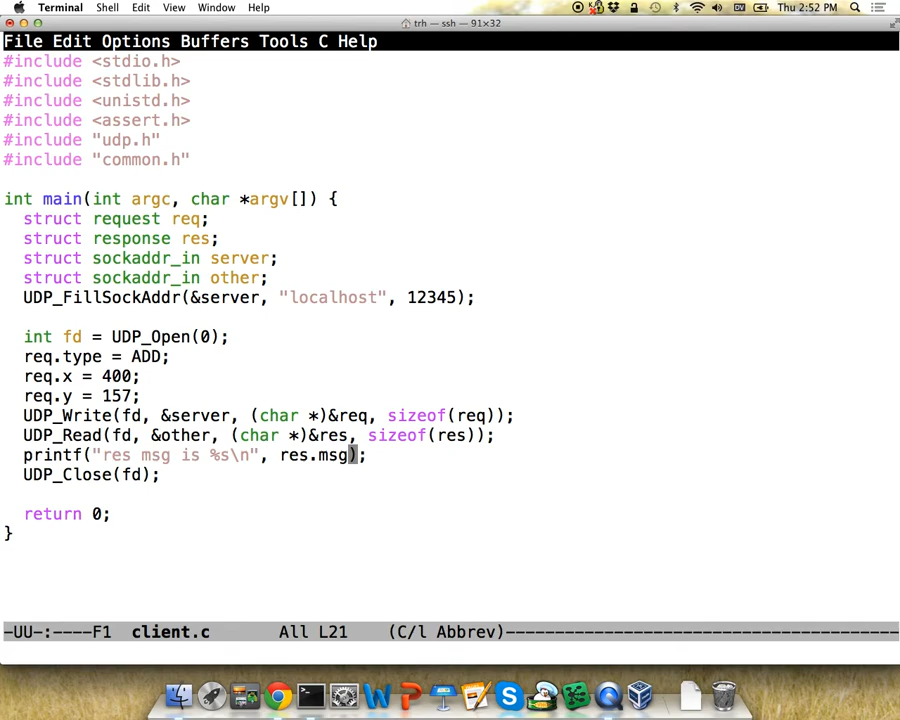 Terminal Shell Edit View Window Help Thu 2:52 PM
trh — ssh — 91×32
File Edit Options Buffers Tools C Help
#include <stdio.h>
#include <stdlib.h>
#include <unistd.h>
#include <assert.h>
#include "udp.h"
#include "common.h"
int main(int argc, char *argv[]) {
struct request req;
struct response res;
struct sockaddr_in server;
struct sockaddr_in other;
UDP_FillSockAddr(&server, "localhost", 12345);
int fd = UDP_Open(0);
req.type = ADD;
req.x = 400;
req.y = 157;
UDP_Write(fd, &server, (char *)&req, sizeof(req));
UDP_Read(fd, &other, (char *)&res, sizeof(res));
printf("res msg is %s\n", res.msg);
UDP_Close(fd);
return 0;
}
-UU-:----F1 client.c All L21 (C/l Abbrev)----------------------------------------